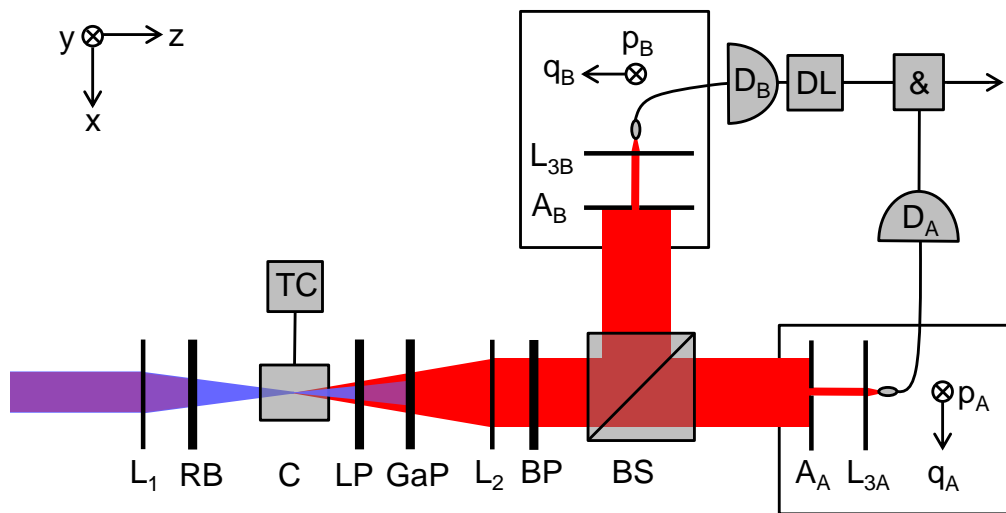 y z
x
p_B
q_B
D_B DL &
L_3B
A_B
D_A
TC
p_A
q_A
L_1 RB C LP GaP L_2 BP BS A_A L_3A